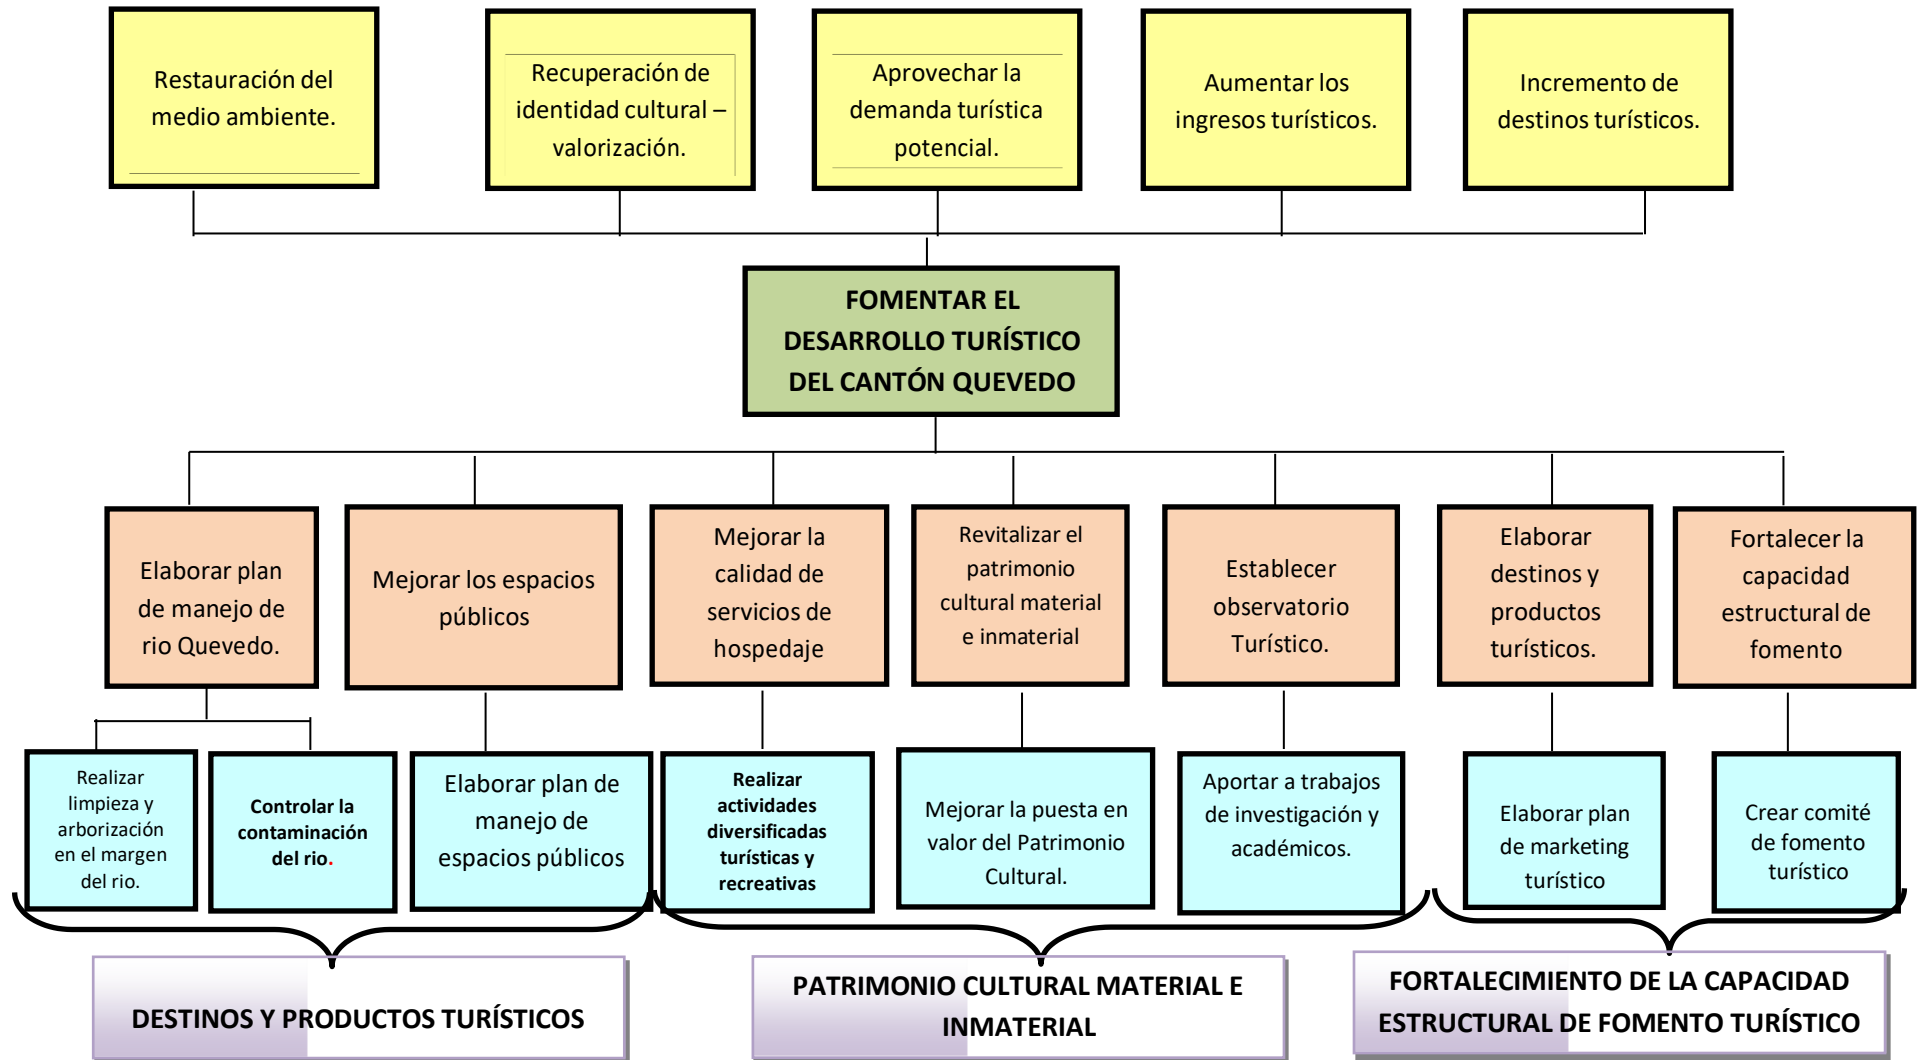 Restauración del
medio ambiente.
Recuperación de
identidad cultural –
valorización.
Aprovechar la
demanda turística
potencial.
Aumentar los
ingresos turísticos.
Incremento de
destinos turísticos.
FOMENTAR EL
DESARROLLO TURÍSTICO
DEL CANTÓN QUEVEDO
Elaborar plan
de manejo de
rio Quevedo.
Mejorar los espacios
públicos
Mejorar la
calidad de
servicios de
hospedaje
Revitalizar el
patrimonio
cultural material
e inmaterial
Establecer
observatorio
Turístico.
Elaborar
destinos y
productos
turísticos.
Fortalecer la
capacidad
estructural de
fomento
Realizar
limpieza y
arborización
en el margen
del rio.
Controlar la
contaminación
del rio.
Elaborar plan de
manejo de
espacios públicos
Realizar
actividades
diversificadas
turísticas y
recreativas
Mejorar la puesta en
valor del Patrimonio
Cultural.
Aportar a trabajos
de investigación y
académicos.
Elaborar plan
de marketing
turístico
Crear comité
de fomento
turístico
DESTINOS Y PRODUCTOS TURÍSTICOS
PATRIMONIO CULTURAL MATERIAL E
INMATERIAL
FORTALECIMIENTO DE LA CAPACIDAD
ESTRUCTURAL DE FOMENTO TURÍSTICO